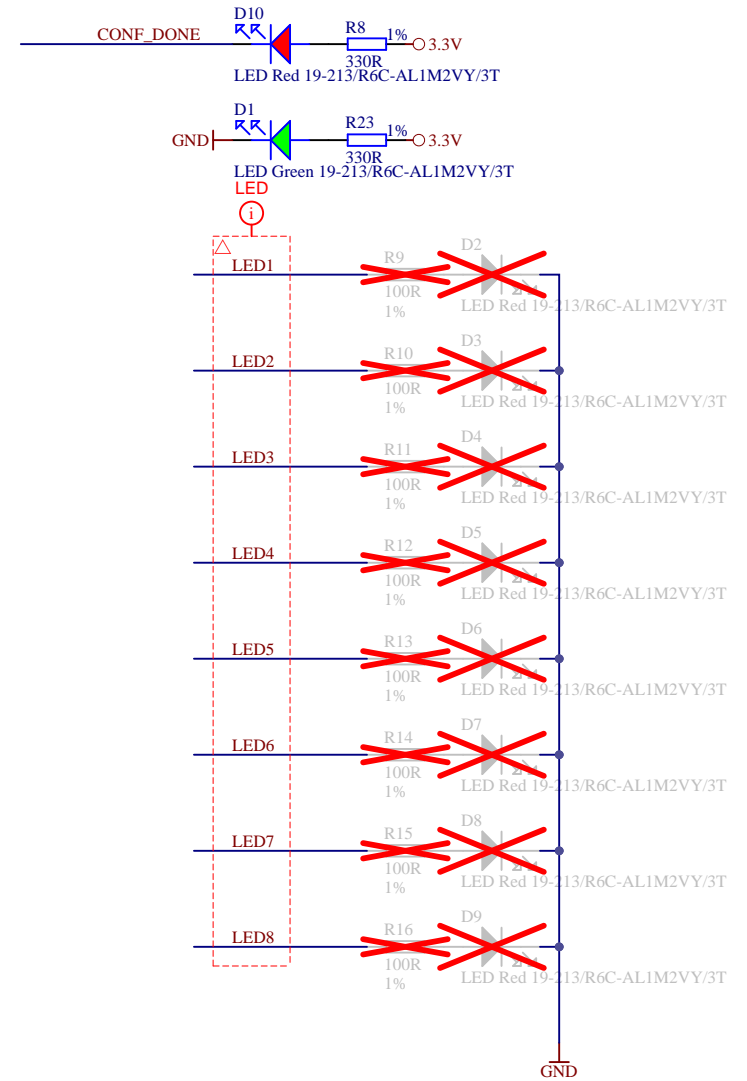 D10
CONF_DONE
R8
1%
3.3V
330R
LED Red 19-213/R6C-AL1M2VY/3T
D1
GND
R23
1%
3.3V
330R
LED Green 19-213/R6C-AL1M2VY/3T
LED
i
LED1
R9
100R
1%
D2
LED Red 19-213/R6C-AL1M2VY/3T
LED2
R10
100R
1%
D3
LED Red 19-213/R6C-AL1M2VY/3T
LED3
R11
100R
1%
D4
LED Red 19-213/R6C-AL1M2VY/3T
LED4
R12
100R
1%
D5
LED Red 19-213/R6C-AL1M2VY/3T
LED5
R13
100R
1%
D6
LED Red 19-213/R6C-AL1M2VY/3T
LED6
R14
100R
1%
D7
LED Red 19-213/R6C-AL1M2VY/3T
LED7
R15
100R
1%
D8
LED Red 19-213/R6C-AL1M2VY/3T
LED8
R16
100R
1%
D9
LED Red 19-213/R6C-AL1M2VY/3T
GND